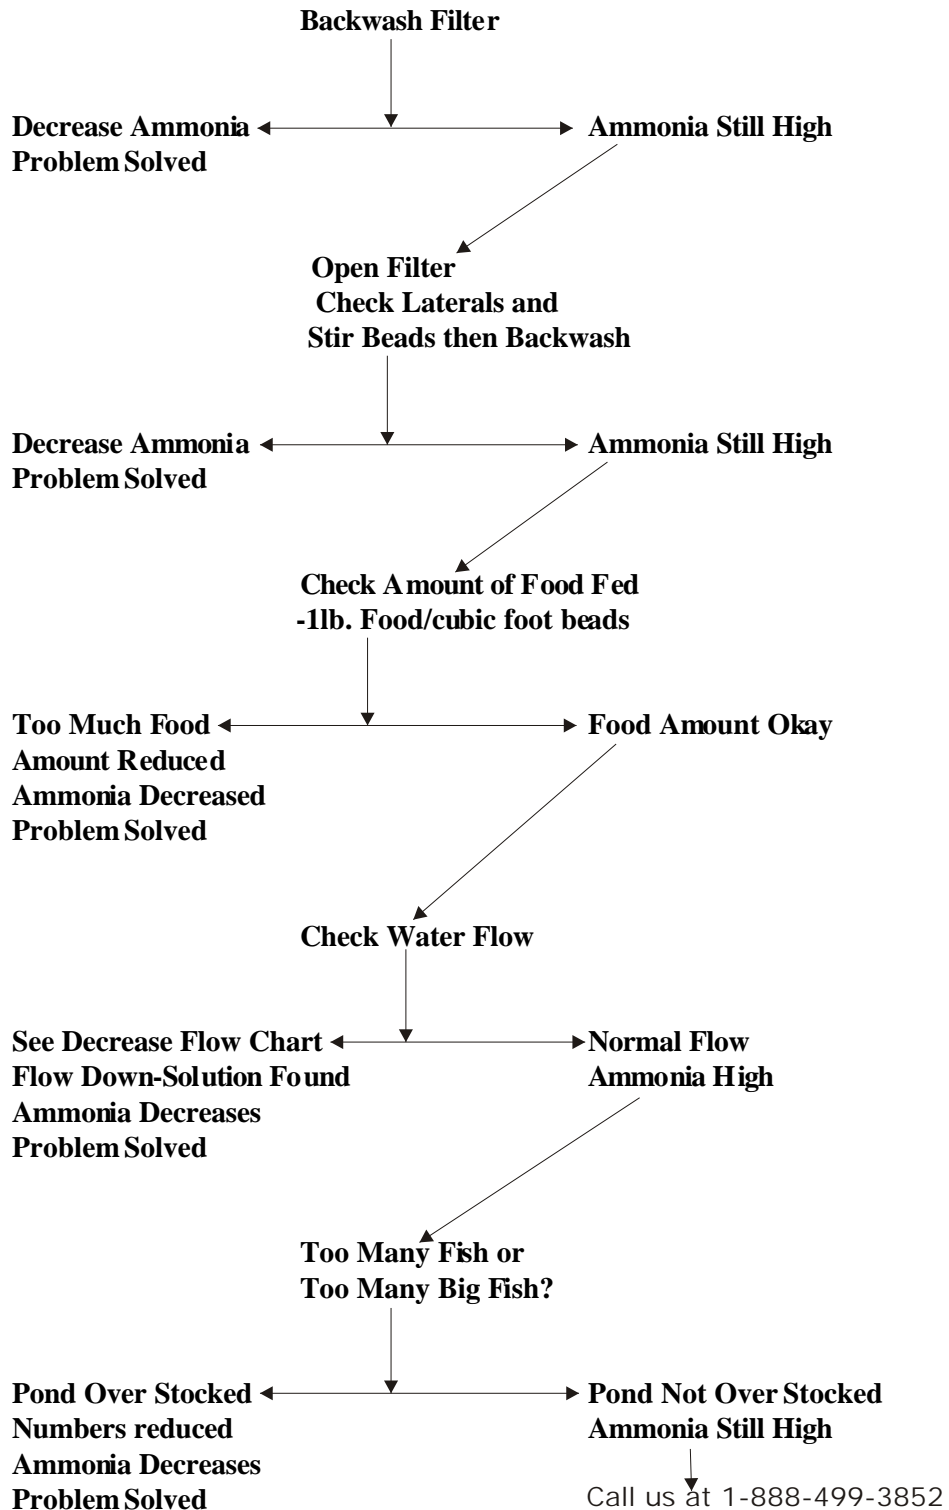 Backwash Filter
Decrease Ammonia
Problem Solved
Ammonia Still High
Open Filter
Check Laterals and
Stir Beads then Backwash
Decrease Ammonia
Problem Solved
Ammonia Still High
Check Amount of Food Fed
-1lb. Food/cubic foot beads
Too Much Food
Amount Reduced
Ammonia Decreased
Problem Solved
Food Amount Okay
Check Water Flow
See Decrease Flow Chart
Flow Down-Solution Found
Ammonia Decreases
Problem Solved
Normal Flow
Ammonia High
Too Many Fish or
Too Many Big Fish?
Pond Over Stocked
Numbers reduced
Ammonia Decreases
Problem Solved
Pond Not Over Stocked
Ammonia Still High
Call us at 1-888-499-3852